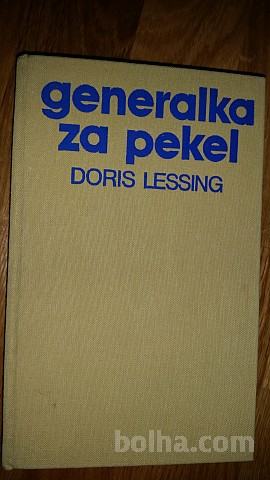 generalka
za pekel
DORIS LESSING
bolha.com